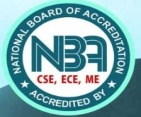 NATIONAL BOARD OF ACCREDITATION
NBA
CSE, ECE, ME
ACCREDITED BY